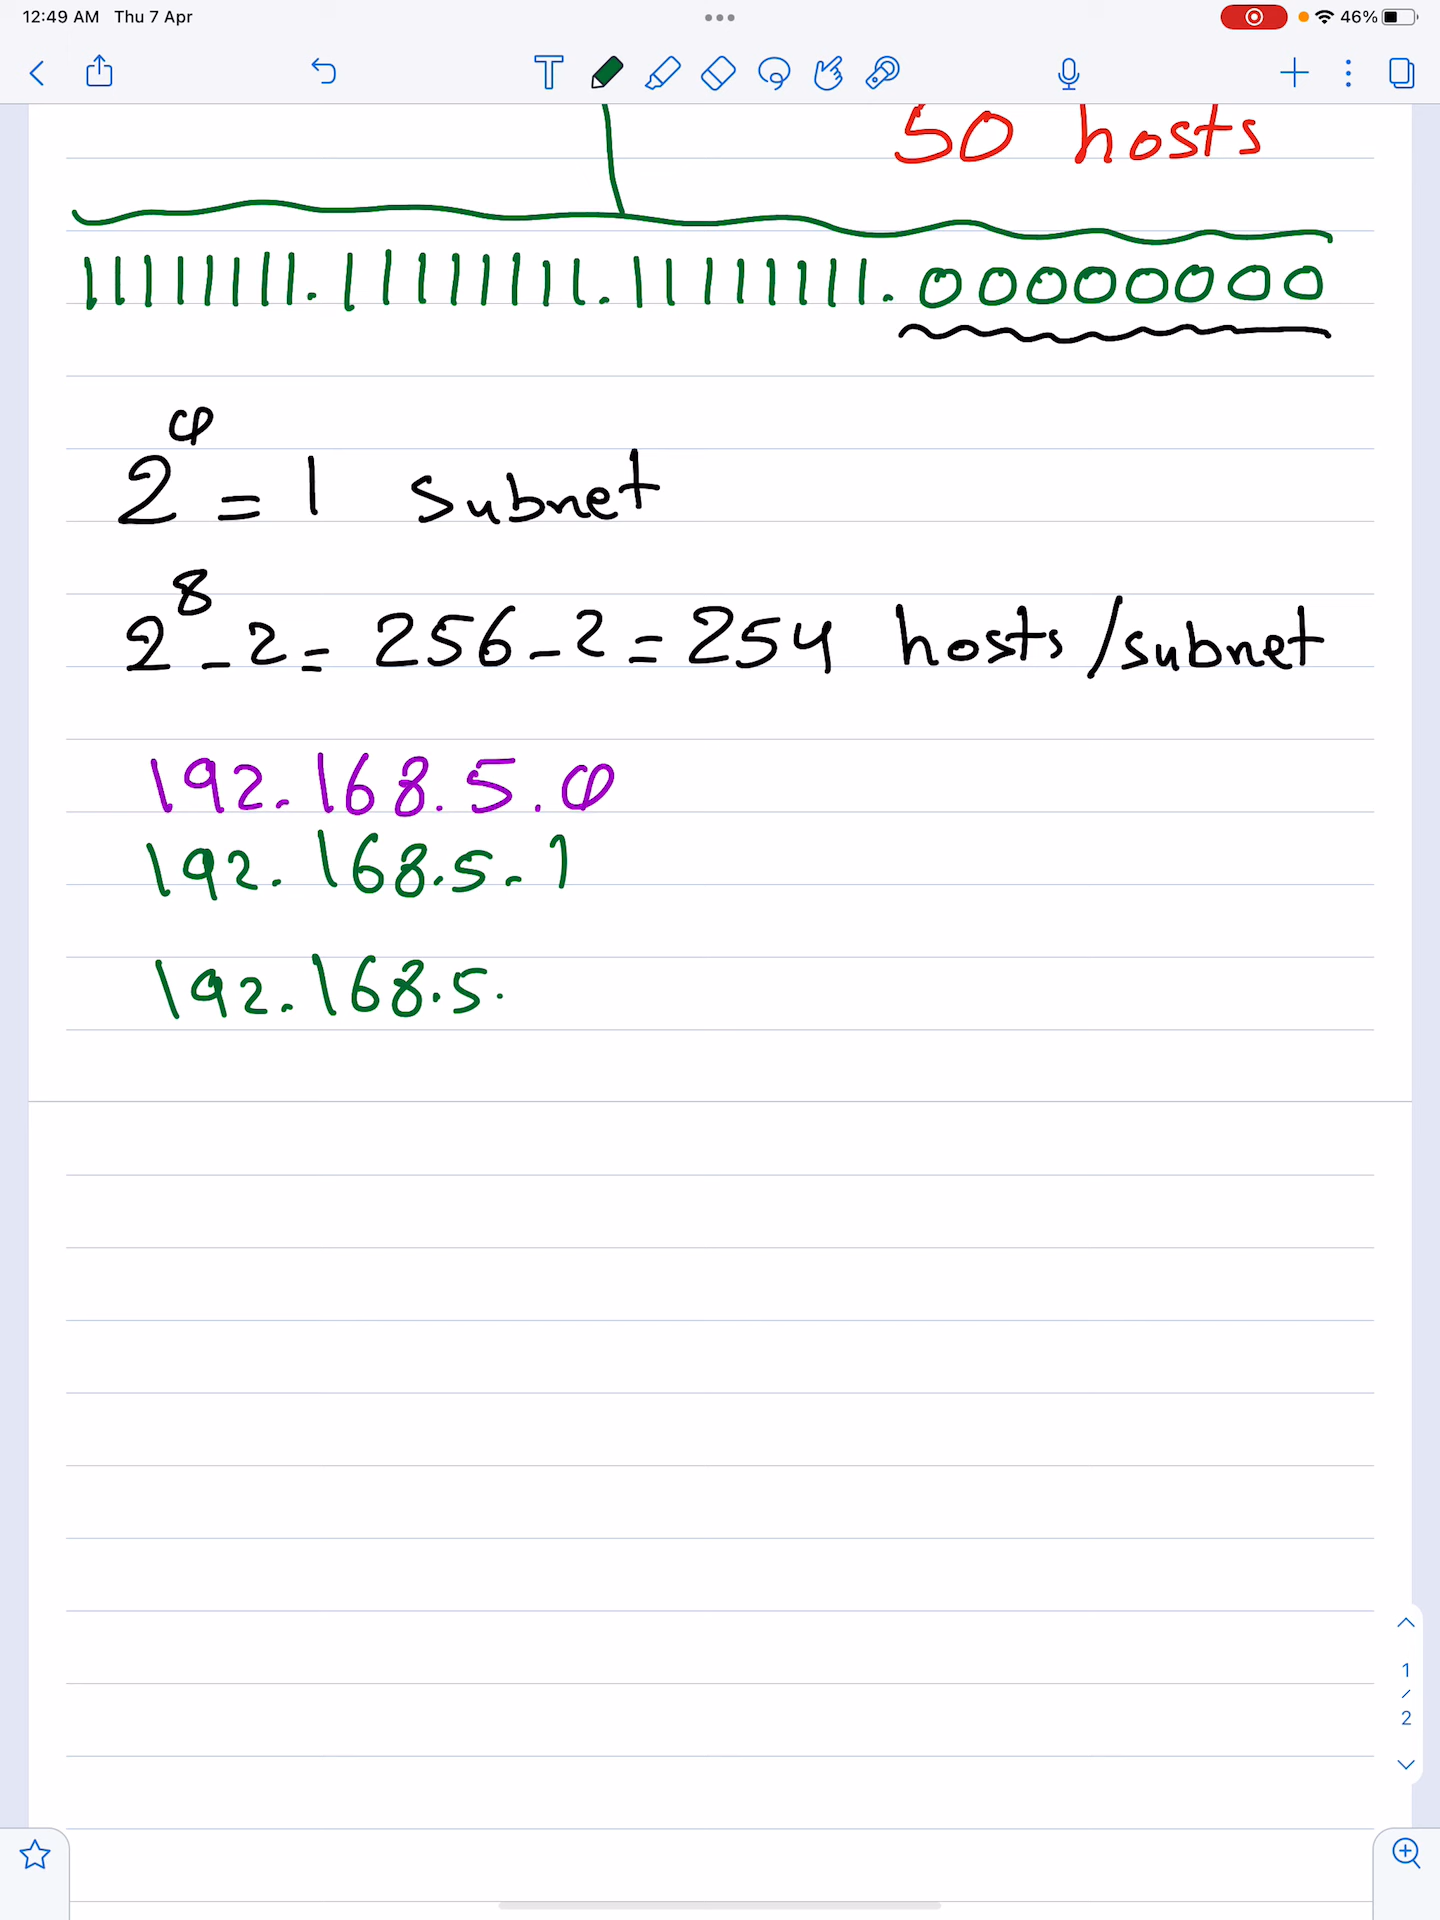 12:49 AM Thu 7 Apr 46%
T
50 hosts
11111111.11111111.11111111.00000000
2^0 = 1 subnet
2^8 - 2 = 256 - 2 = 254 hosts/subnet
192.168.5.0
192.168.5.1
192.168.5.
1
/
2